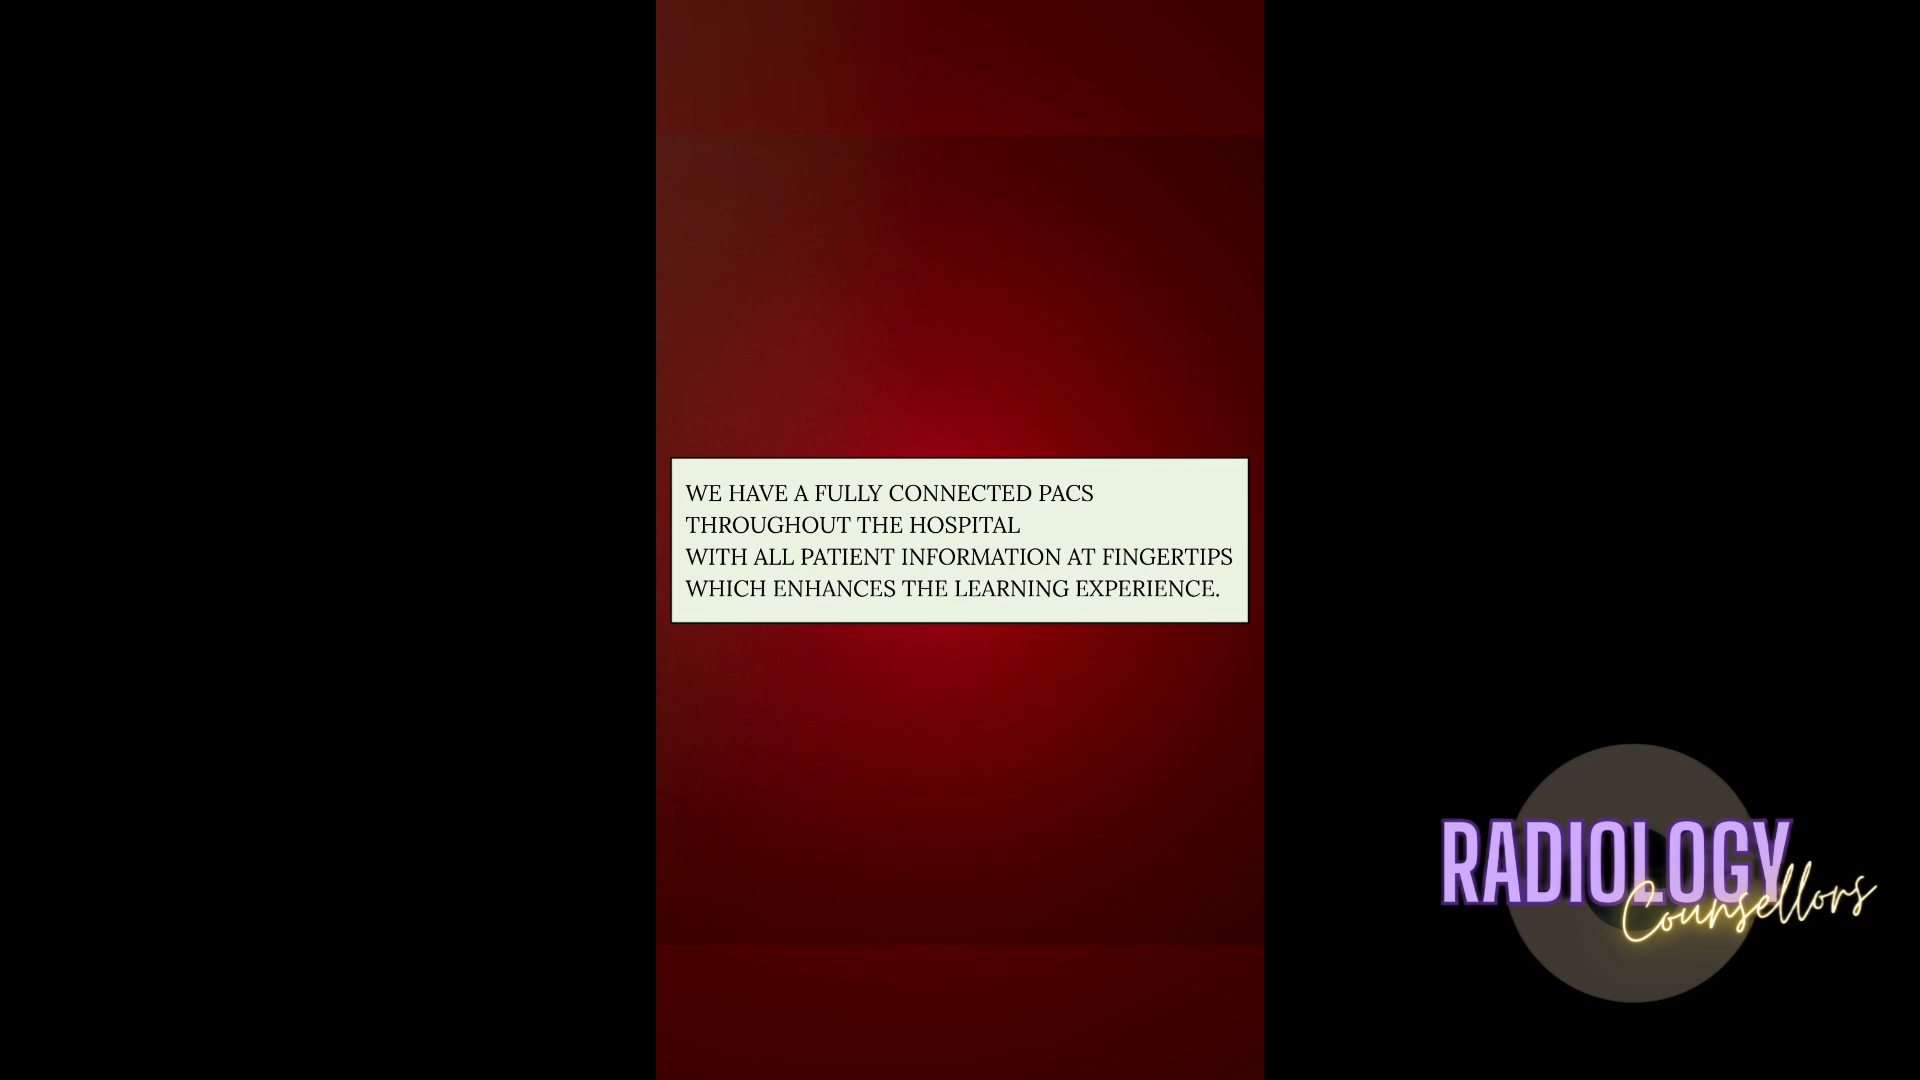 WE HAVE A FULLY CONNECTED PACS
THROUGHOUT THE HOSPITAL
WITH ALL PATIENT INFORMATION AT FINGERTIPS
WHICH ENHANCES THE LEARNING EXPERIENCE.
RADIOLOGY
Counsellors